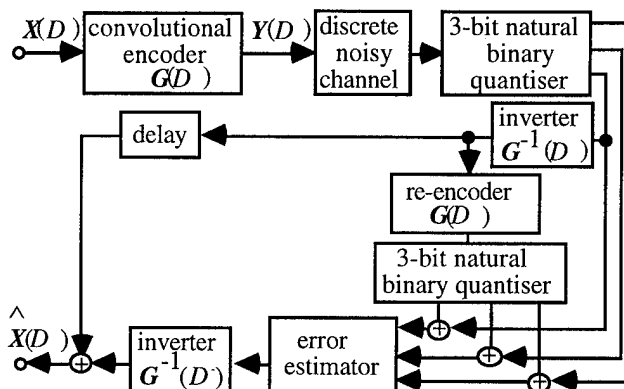 X(D)
convolutional
encoder
G(D)
Y(D)
discrete
noisy
channel
3-bit natural
binary
quantiser
delay
inverter
G⁻¹(D)
re-encoder
G(D)
3-bit natural
binary quantiser
X̂(D)
inverter
G⁻¹(D)
error
estimator